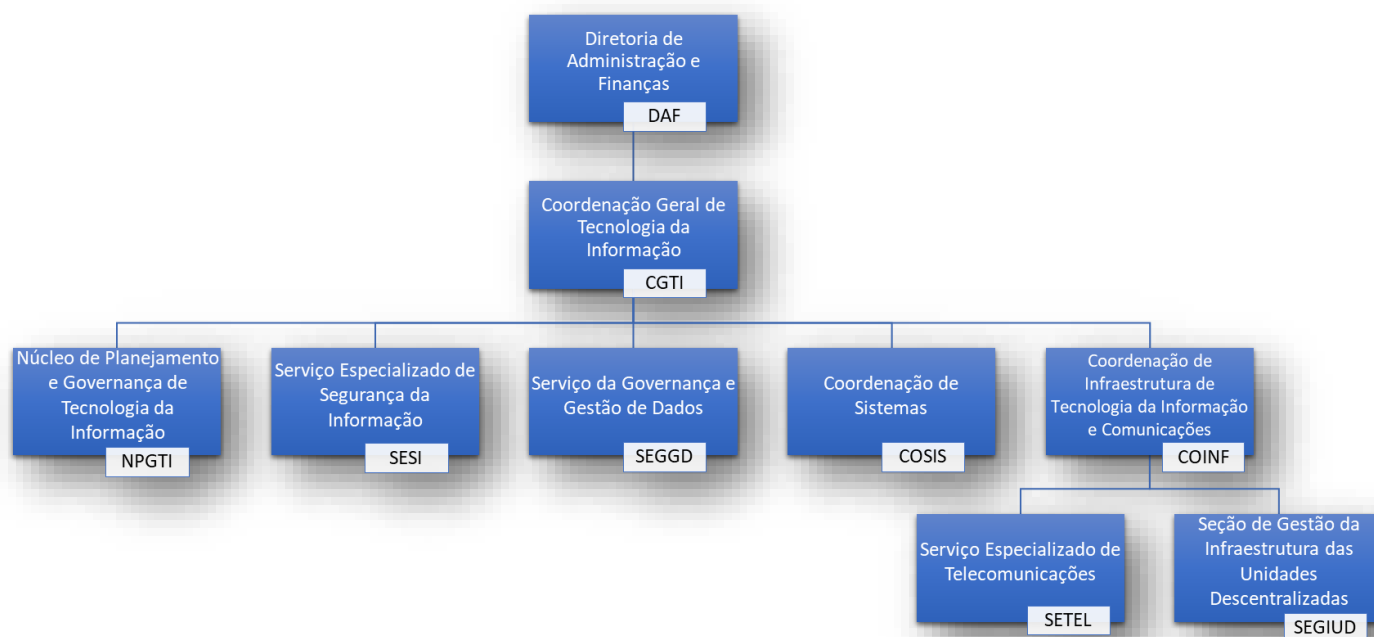 Diretoria de
Administração e
Finanças
DAF
Coordenação Geral de
Tecnologia da
Informação
CGTI
Núcleo de Planejamento
e Governança de
Tecnologia da
Informação
NPGTI
Serviço Especializado de
Segurança da
Informação
SESI
Serviço da Governança e
Gestão de Dados
SEGGD
Coordenação de
Sistemas
COSIS
Coordenação de
Infraestrutura de
Tecnologia da Informação
e Comunicações
COINF
Serviço Especializado de
Telecomunicações
SETEL
Seção de Gestão da
Infraestrutura das
Unidades
Descentralizadas
SEGIUD